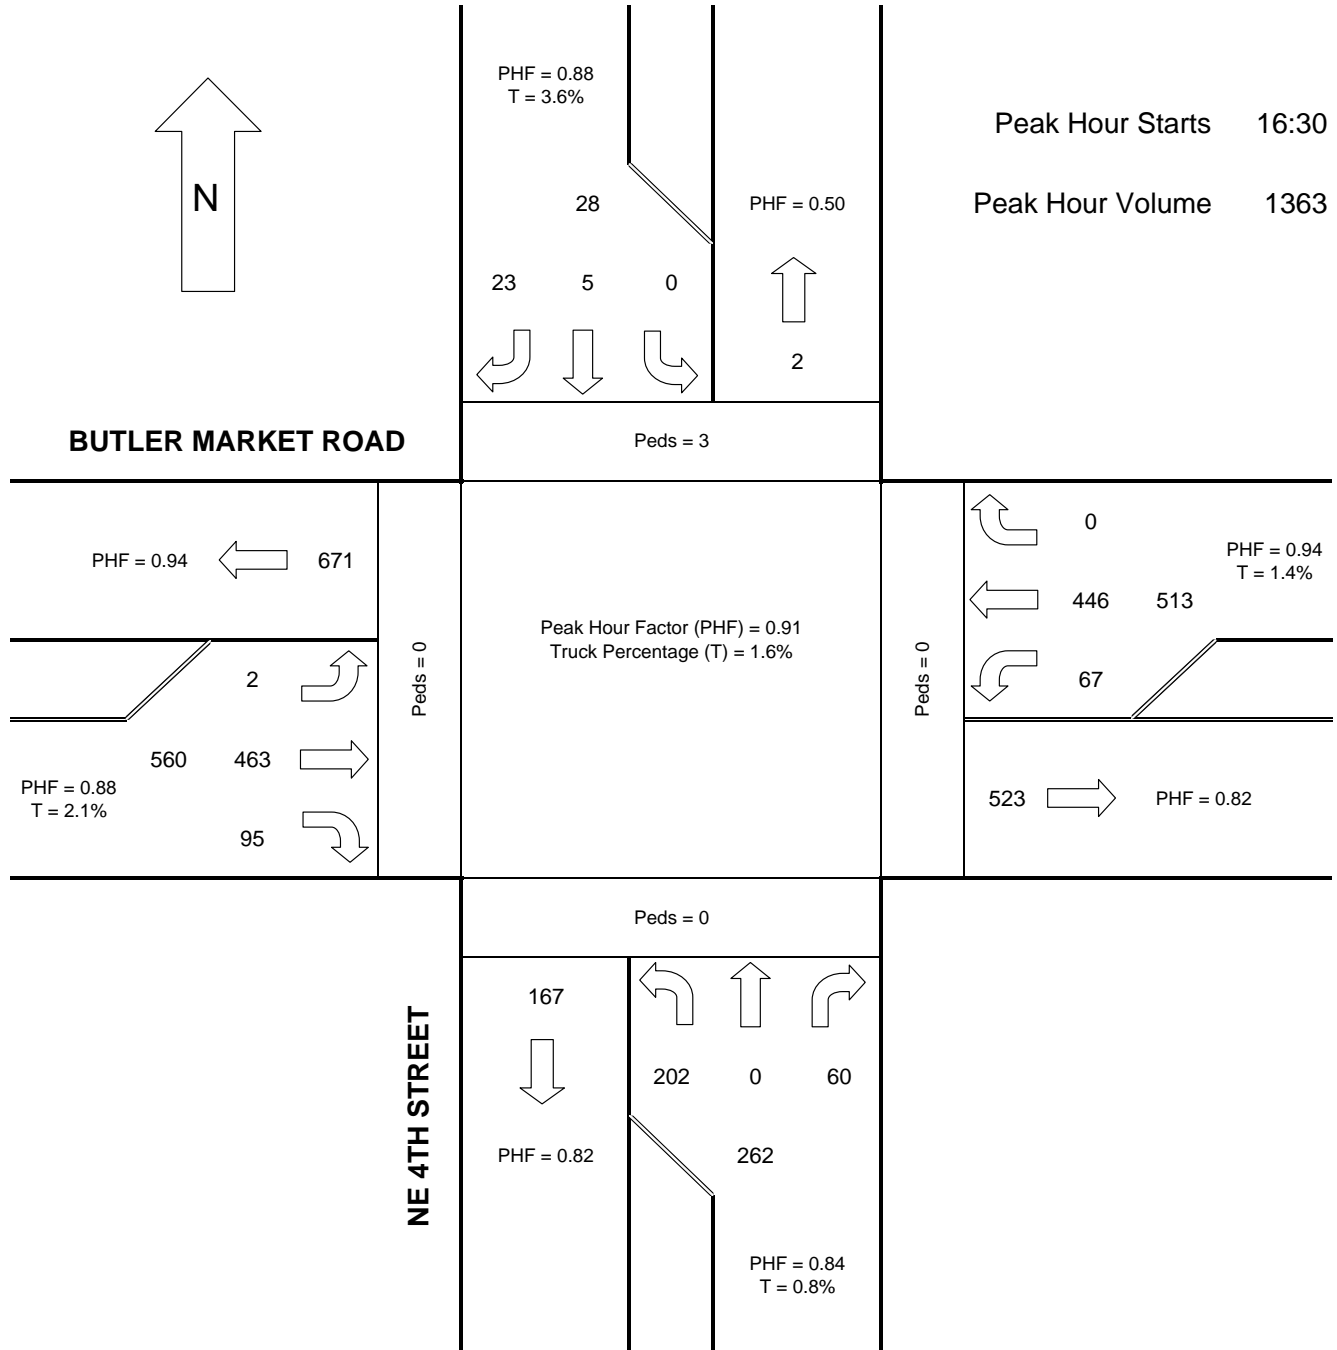 PHF = 0.88
T = 3.6%
Peak Hour Starts 16:30
N
28
PHF = 0.50
Peak Hour Volume 1363
23 5 0
2
BUTLER MARKET ROAD
Peds = 3
PHF = 0.94 671
0
PHF = 0.94
T = 1.4%
446 513
Peak Hour Factor (PHF) = 0.91
Truck Percentage (T) = 1.6%
Peds = 0
Peds = 0
2
67
560 463
PHF = 0.88
T = 2.1%
95
523 PHF = 0.82
Peds = 0
167
NE 4TH STREET
202 0 60
PHF = 0.82
262
PHF = 0.84
T = 0.8%